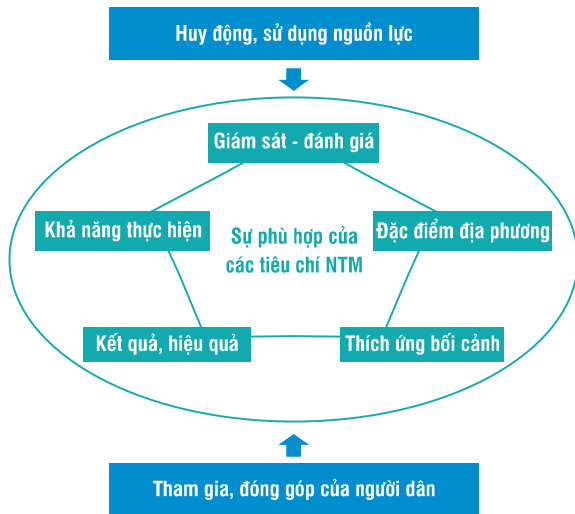 Huy động, sử dụng nguồn lực
Giám sát - đánh giá
Khả năng thực hiện
Đặc điểm địa phương
Sự phù hợp của
các tiêu chí NTM
Kết quả, hiệu quả
Thích ứng bối cảnh
Tham gia, đóng góp của người dân